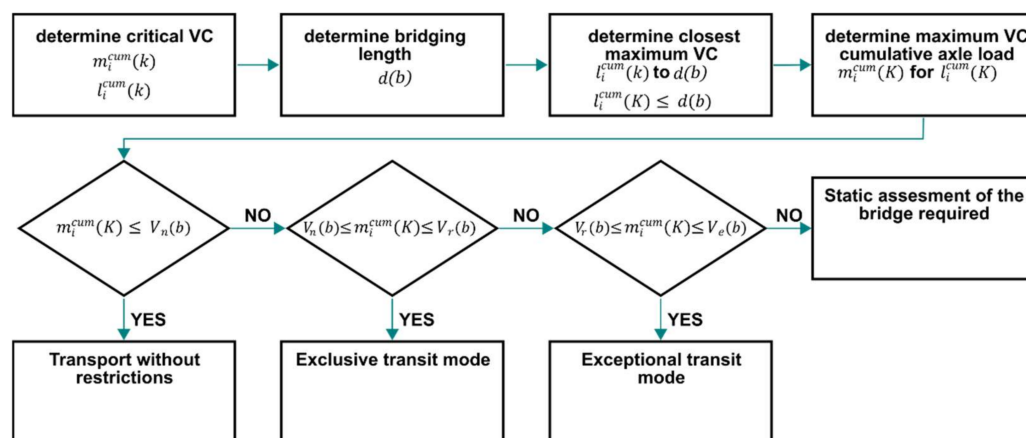 determine critical VC
m_i^{cum}(k)
l_i^{cum}(k)
determine bridging
length
d(b)
determine closest
maximum VC
l_i^{cum}(k) to d(b)
l_i^{cum}(K) ≤ d(b)
determine maximum VC
cumulative axle load
m_i^{cum}(K) for l_i^{cum}(K)
m_i^{cum}(K) ≤ V_n(b)
NO
V_n(b)≤m_i^{cum}(K)≤V_r(b)
NO
V_r(b)≤m_i^{cum}(K)≤V_e(b)
NO
Static assesment of the
bridge required
YES
YES
YES
Transport without
restrictions
Exclusive transit mode
Exceptional transit
mode